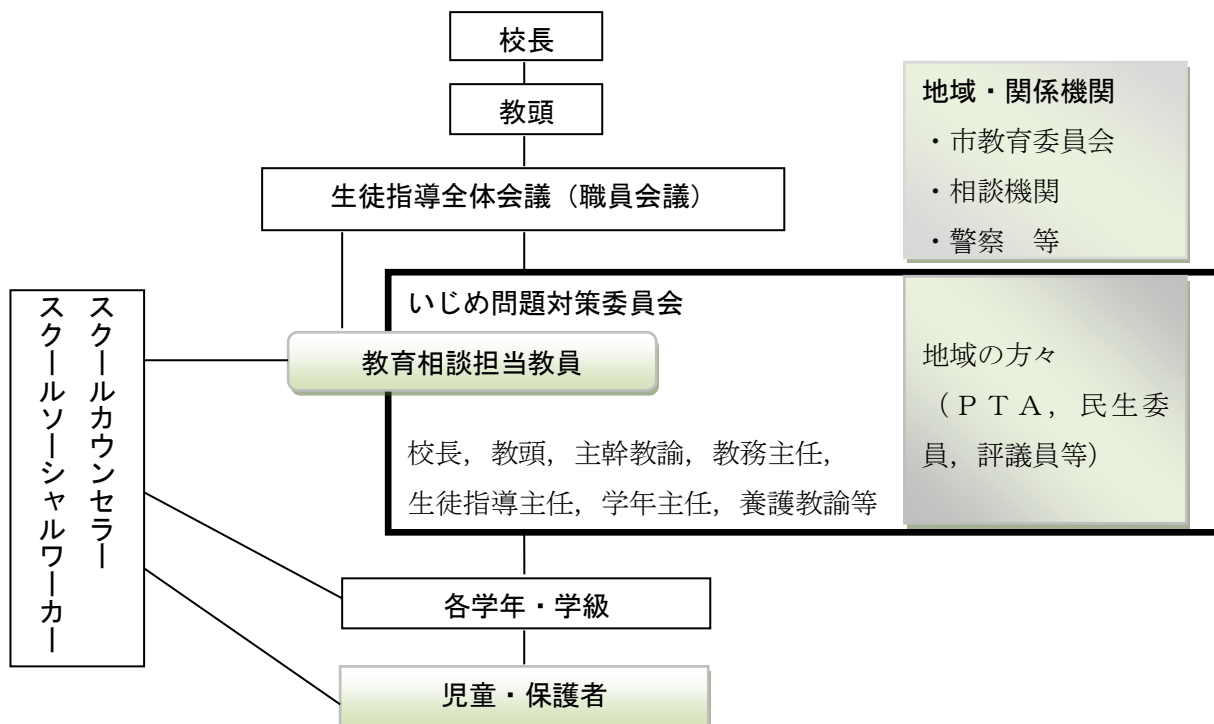 校長
教頭
生徒指導全体会議（職員会議）
地域・関係機関
・市教育委員会
・相談機関
・警察　等
スクールカウンセラー
スクールソーシャルワーカー
いじめ問題対策委員会
教育相談担当教員
校長，教頭，主幹教諭，教務主任，
生徒指導主任，学年主任，養護教諭等
地域の方々
（ＰＴＡ，民生委
員，評議員等）
各学年・学級
児童・保護者